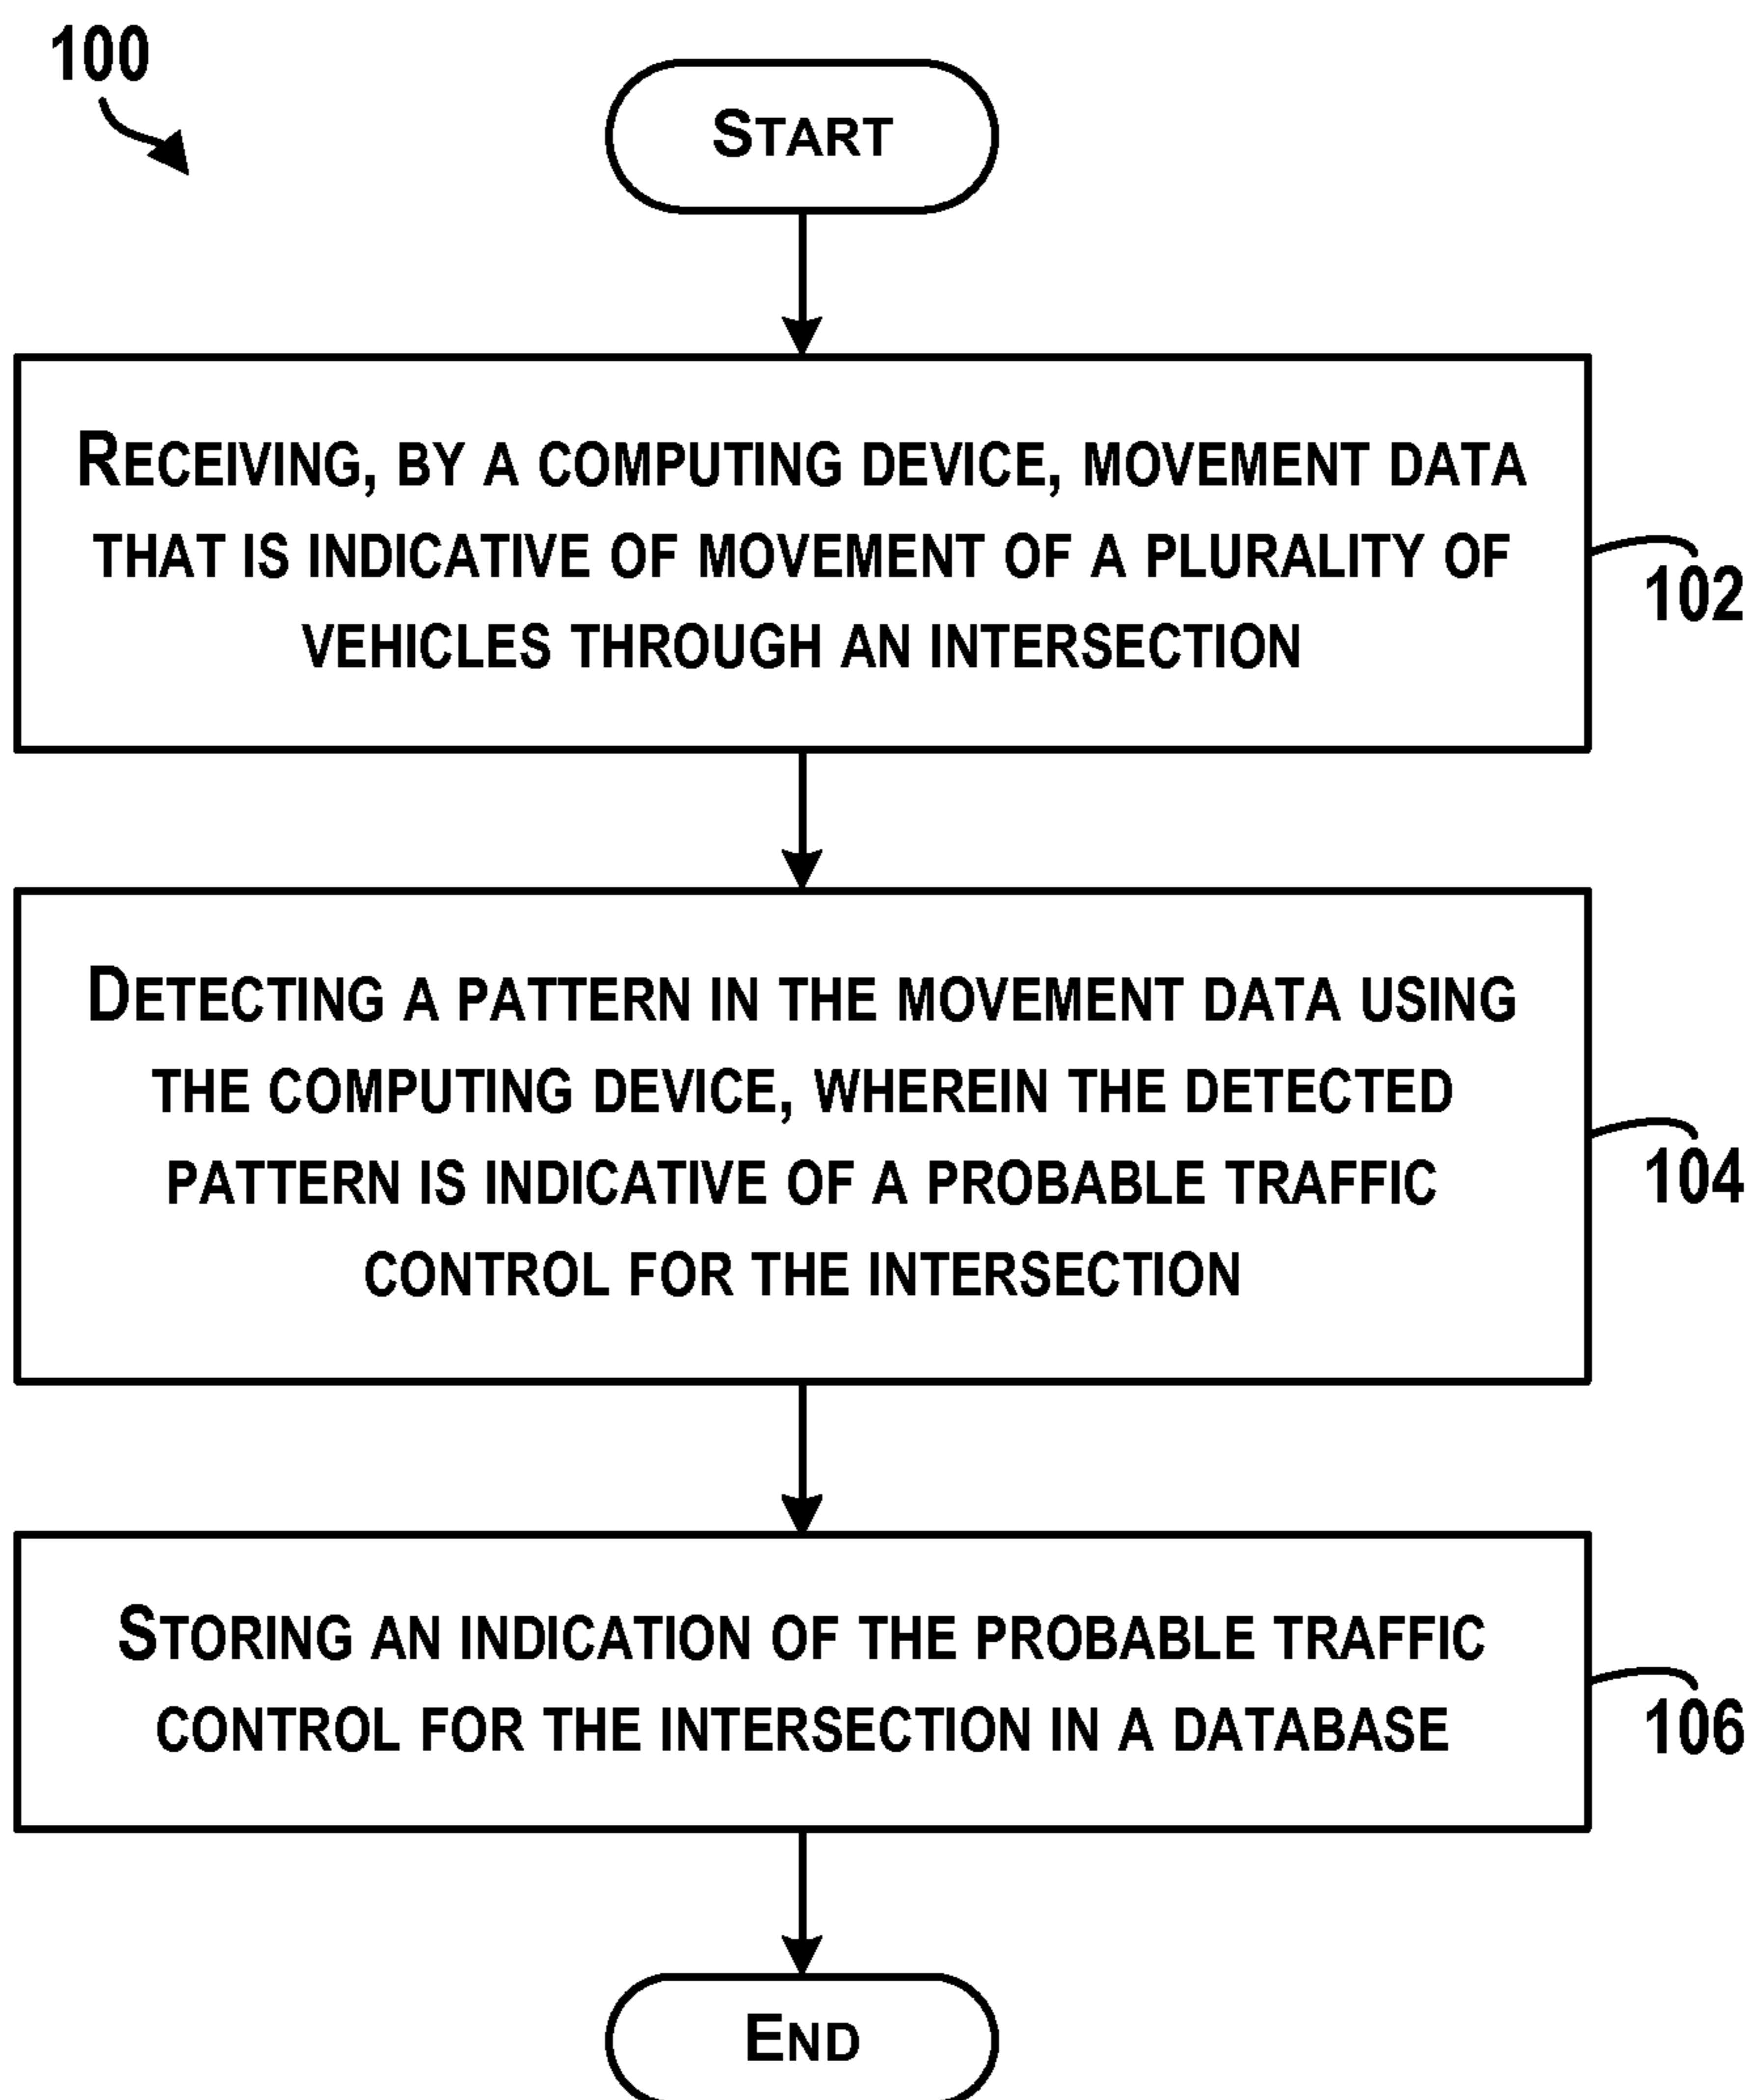 100
START
RECEIVING, BY A COMPUTING DEVICE, MOVEMENT DATA
THAT IS INDICATIVE OF MOVEMENT OF A PLURALITY OF
VEHICLES THROUGH AN INTERSECTION
102
DETECTING A PATTERN IN THE MOVEMENT DATA USING
THE COMPUTING DEVICE, WHEREIN THE DETECTED
PATTERN IS INDICATIVE OF A PROBABLE TRAFFIC
CONTROL FOR THE INTERSECTION
104
STORING AN INDICATION OF THE PROBABLE TRAFFIC
CONTROL FOR THE INTERSECTION IN A DATABASE
106
END